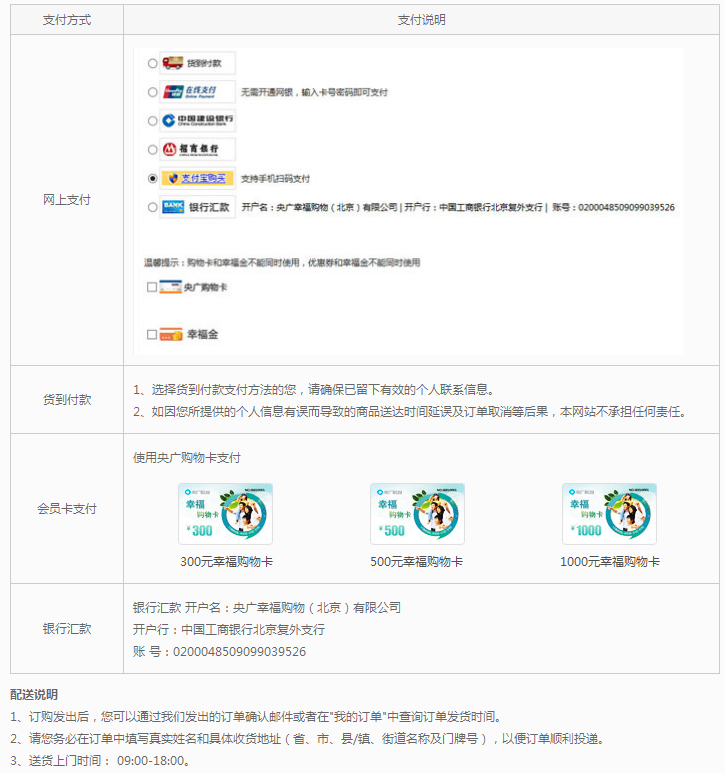 支付方式 支付说明
网上支付
货到付款
在线支付 无需开通网银，输入卡号密码即可支付
Online Payment
中国建设银行
China Construction Bank
招商银行
支付宝购买 支持手机扫码支付
BANK 银行汇款 开户名：央广幸福购物（北京）有限公司 | 开户行：中国工商银行北京复外支行 | 账号：0200048509099039526
温馨提示：购物卡和幸福金不能同时使用，优惠券和幸福金不能同时使用
央广购物卡
幸福金
货到付款
1、选择货到付款支付方法的您，请确保已留下有效的个人联系信息。
2、如因您所提供的个人信息有误而导致的商品送达时间延误及订单取消等后果，本网站不承担任何责任。
会员卡支付
使用央广购物卡支付
幸福 幸福 幸福
购物卡 购物卡 购物卡
¥300 ¥500 ¥1000
300元幸福购物卡 500元幸福购物卡 1000元幸福购物卡
银行汇款
银行汇款 开户名：央广幸福购物（北京）有限公司
开户行：中国工商银行北京复外支行
账 号：0200048509099039526
配送说明
1、订购发出后，您可以通过我们发出的订单确认邮件或者在"我的订单"中查询订单发货时间。
2、请您务必在订单中填写真实姓名和具体收货地址（省、市、县/镇、街道名称及门牌号），以便订单顺利投递。
3、送货上门时间： 09:00-18:00。